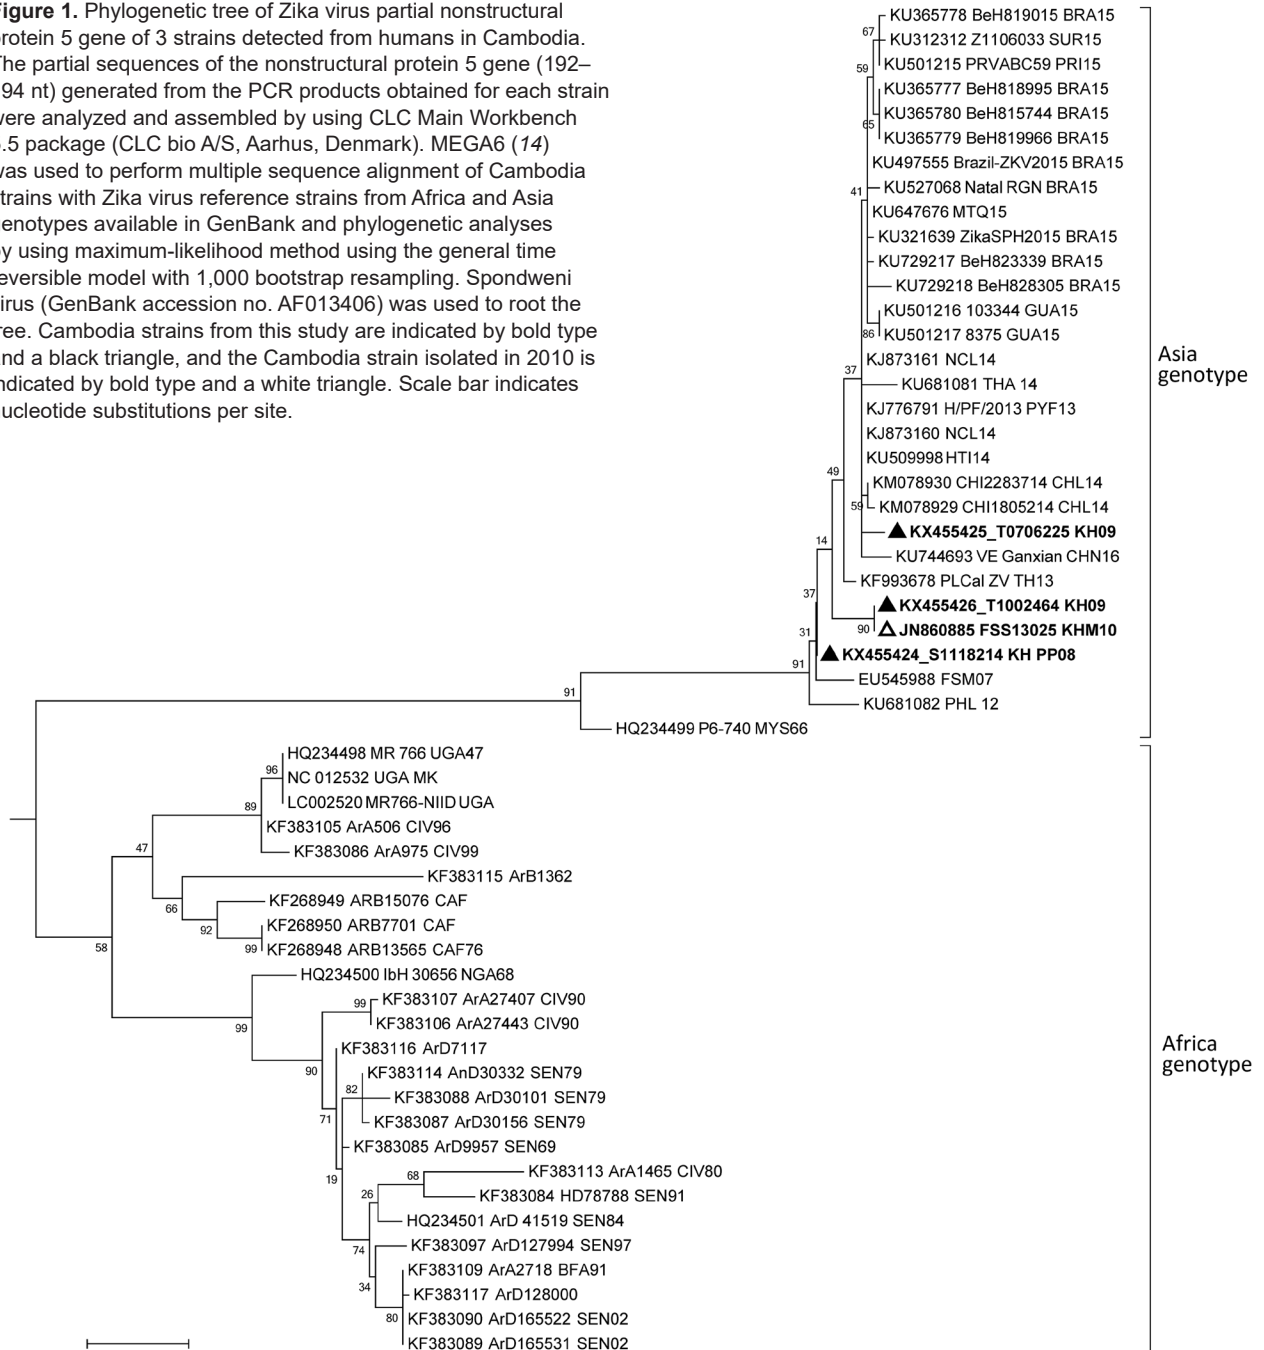 Figure 1. Phylogenetic tree of Zika virus partial nonstructural
protein 5 gene of 3 strains detected from humans in Cambodia.
The partial sequences of the nonstructural protein 5 gene (192–
94 nt) generated from the PCR products obtained for each strain
were analyzed and assembled by using CLC Main Workbench
.5 package (CLC bio A/S, Aarhus, Denmark). MEGA6 (14)
was used to perform multiple sequence alignment of Cambodia
strains with Zika virus reference strains from Africa and Asia
genotypes available in GenBank and phylogenetic analyses
by using maximum-likelihood method using the general time
reversible model with 1,000 bootstrap resampling. Spondweni
virus (GenBank accession no. AF013406) was used to root the
tree. Cambodia strains from this study are indicated by bold type
and a black triangle, and the Cambodia strain isolated in 2010 is
indicated by bold type and a white triangle. Scale bar indicates
nucleotide substitutions per site.
KU365778 BeH819015 BRA15
67
KU312312 Z1106033 SUR15
KU501215 PRVABC59 PRI15
59
KU365777 BeH818995 BRA15
KU365780 BeH815744 BRA15
65
KU365779 BeH819966 BRA15
KU497555 Brazil-ZKV2015 BRA15
41
KU527068 Natal RGN BRA15
KU647676 MTQ15
KU321639 ZikaSPH2015 BRA15
KU729217 BeH823339 BRA15
KU729218 BeH828305 BRA15
KU501216 103344 GUA15
86
KU501217 8375 GUA15
KJ873161 NCL14
37
KU681081 THA 14
KJ776791 H/PF/2013 PYF13
KJ873160 NCL14
KU509998 HTI14
49
KM078930 CHI2283714 CHL14
59
KM078929 CHI1805214 CHL14
KX455425_T0706225 KH09
14
KU744693 VE Ganxian CHN16
KF993678 PLCal ZV TH13
37
KX455426_T1002464 KH09
90
JN860885 FSS13025 KHM10
31
KX455424_S1118214 KH PP08
91
EU545988 FSM07
91
KU681082 PHL 12
HQ234499 P6-740 MYS66
Asia
genotype
HQ234498 MR 766 UGA47
96
NC 012532 UGA MK
LC002520 MR766-NIID UGA
89
KF383105 ArA506 CIV96
47
KF383086 ArA975 CIV99
KF383115 ArB1362
66
KF268949 ARB15076 CAF
92
KF268950 ARB7701 CAF
99
KF268948 ARB13565 CAF76
58
HQ234500 IbH 30656 NGA68
99
KF383107 ArA27407 CIV90
99
KF383106 ArA27443 CIV90
KF383116 ArD7117
90
KF383114 AnD30332 SEN79
82
KF383088 ArD30101 SEN79
71
KF383087 ArD30156 SEN79
KF383085 ArD9957 SEN69
19
KF383113 ArA1465 CIV80
68
26
KF383084 HD78788 SEN91
HQ234501 ArD 41519 SEN84
74
KF383097 ArD127994 SEN97
KF383109 ArA2718 BFA91
34
KF383117 ArD128000
80
KF383090 ArD165522 SEN02
KF383089 ArD165531 SEN02
Africa
genotype